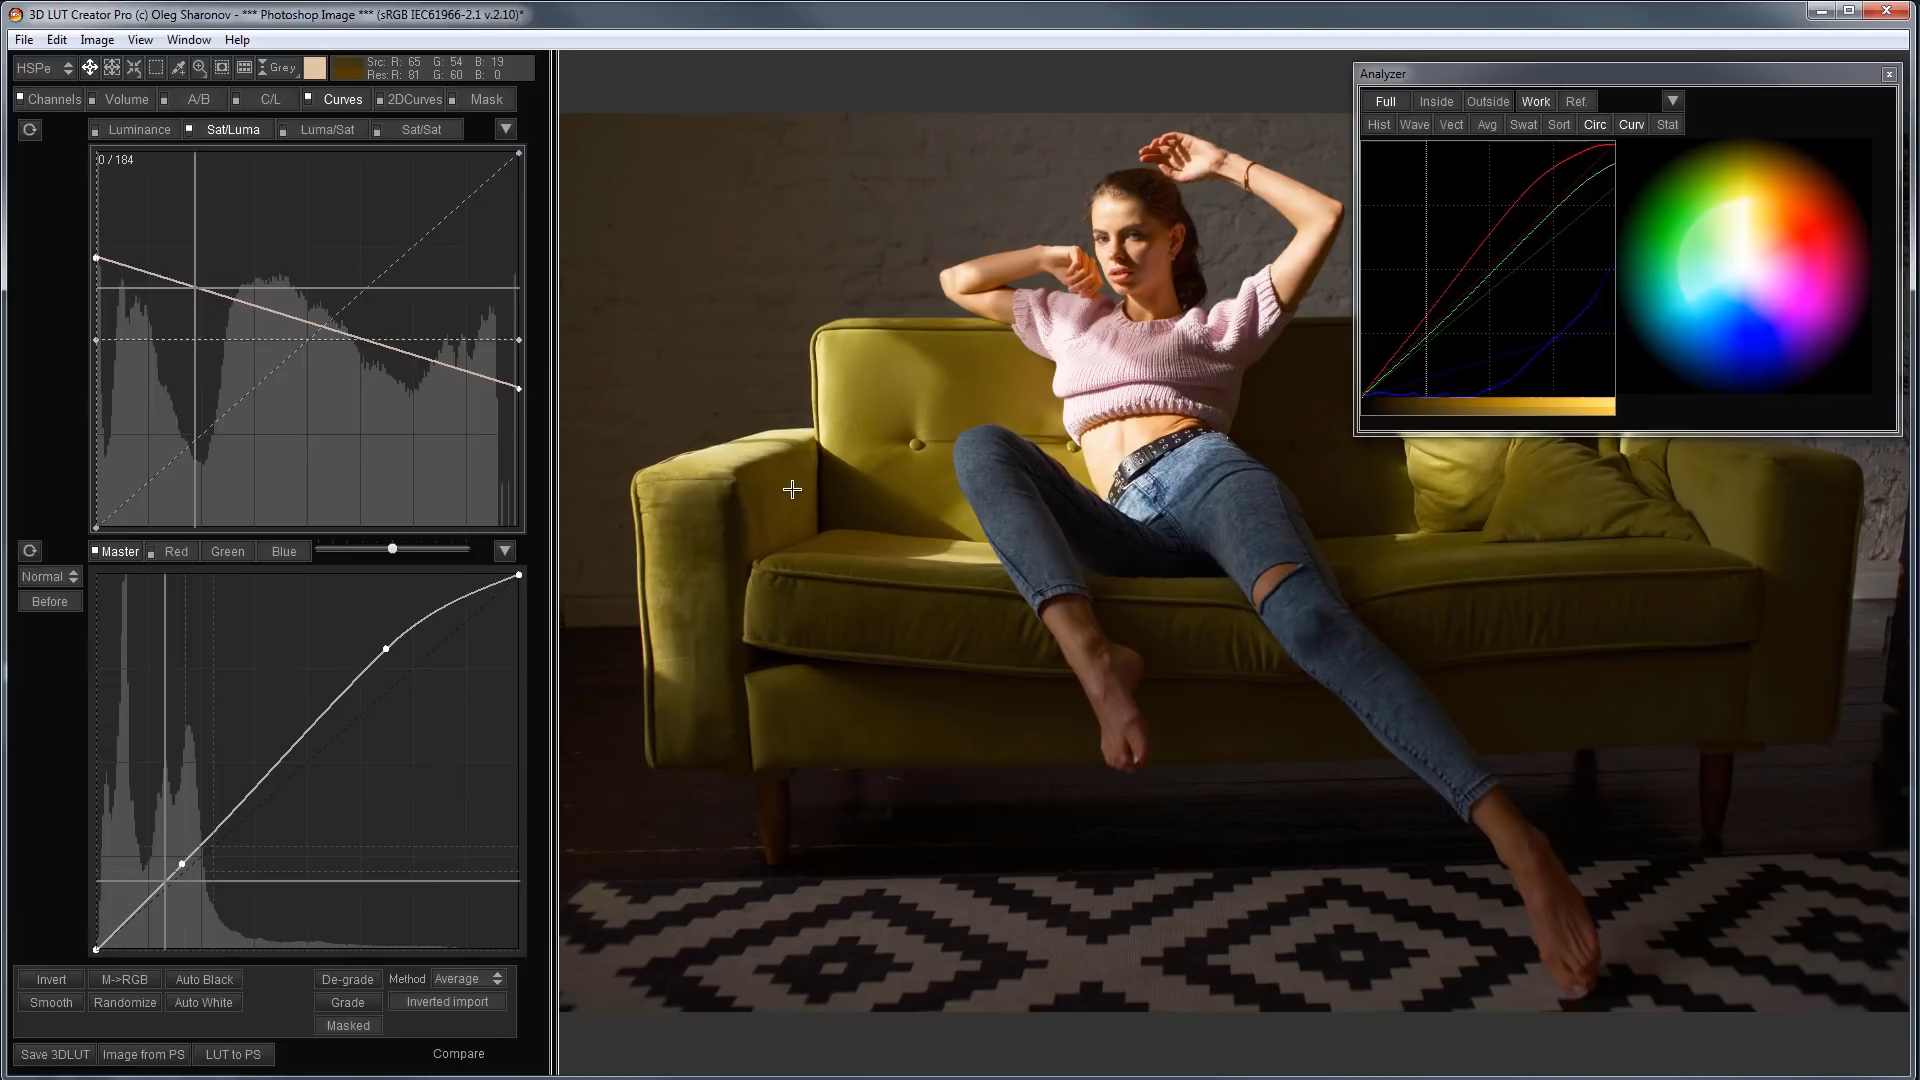 3D LUT Creator Pro (c) Oleg Sharonov - *** Photoshop Image *** (sRGB IEC61966-2.1 v.2.10)*
File Edit Image View Window Help
HSPe Grey Src: R: 65 G: 54 B: 19
Res: R: 81 G: 60 B: 0
Channels Volume A/B C/L Curves 2DCurves Mask
Luminance Sat/Luma Luma/Sat Sat/Sat
0 / 184
Master Red Green Blue
Normal
Before
Invert M->RGB Auto Black De-grade Method Average
Smooth Randomize Auto White Grade Inverted import
Masked
Save 3DLUT Image from PS LUT to PS Compare
Analyzer
Full Inside Outside Work Ref.
Hist Wave Vect Avg Swat Sort Circ Curv Stat